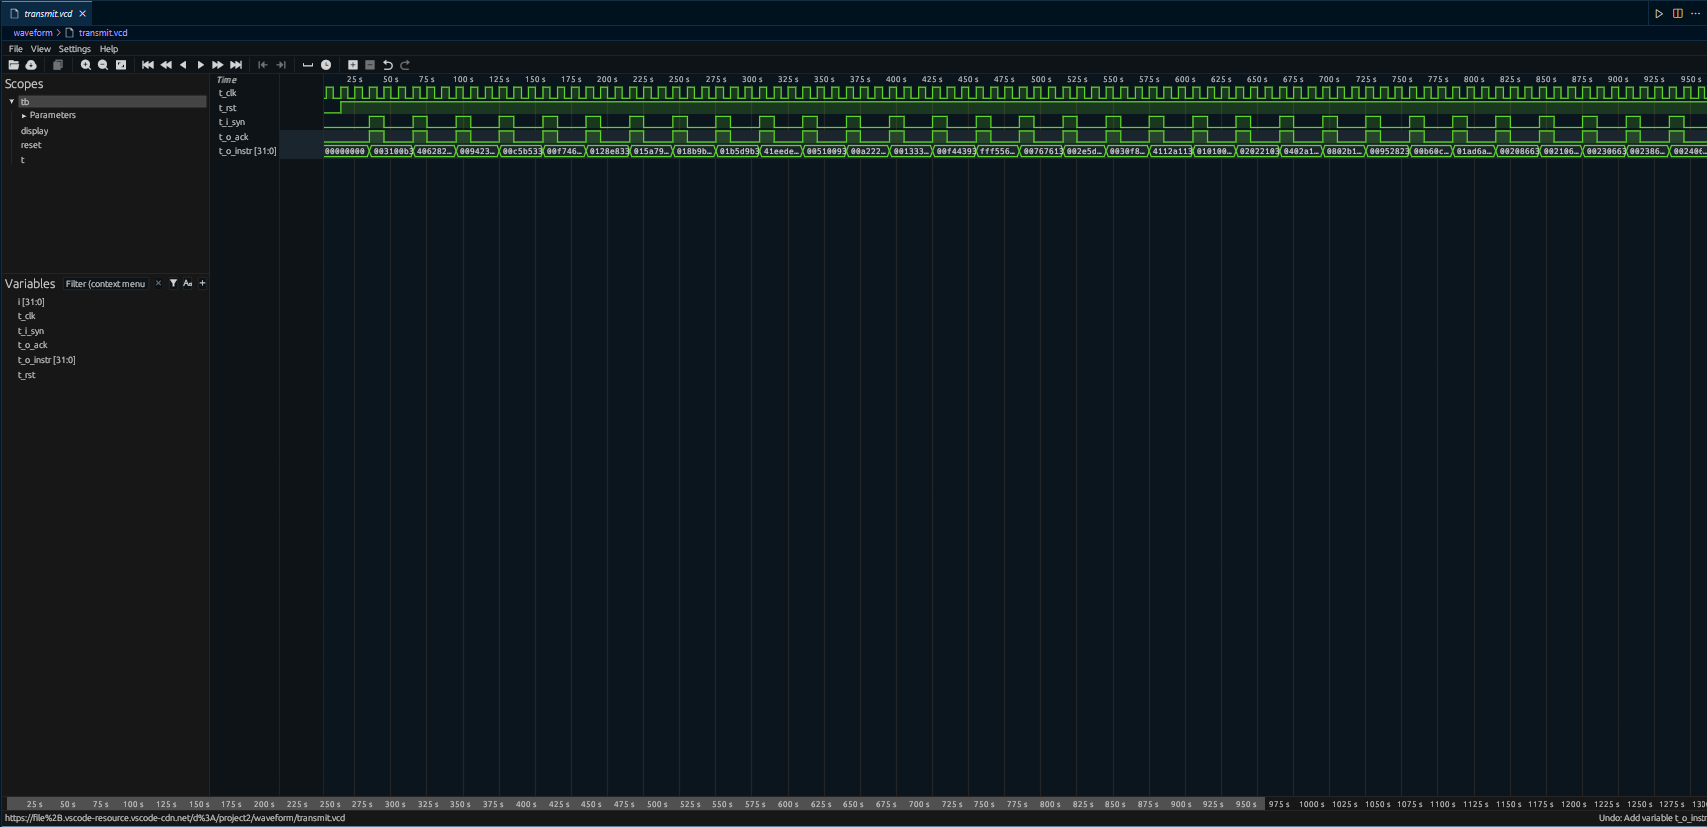 transmit.vcd
waveform > transmit.vcd
File View Settings Help
Scopes
tb
Parameters
display
reset
t
Variables Filter (context menu
i [31:0]
t_clk
t_i_syn
t_o_ack
t_o_instr [31:0]
t_rst
Time 25 s 50 s 75 s 100 s 125 s 150 s 175 s 200 s 225 s 250 s 275 s 300 s 325 s 350 s 375 s 400 s 425 s 450 s 475 s 500 s 525 s 550 s 575 s 600 s 625 s 650 s 675 s 700 s 725 s 750 s 775 s 800 s 825 s 850 s 875 s 900 s 925 s 950 s
t_clk
t_rst
t_i_syn
t_o_ack
t_o_instr [31:0] 00000000 003100b3 406282… 009423… 00c5b533 00f746… 0128e833 015a79… 018b9b… 01b5d9b3 41eede… 00510093 00a222… 001333… 00f44393 fff556… 00767613 002e5d… 0030f8… 4112a113 010100… 02022103 0402a1… 0802b1… 00952823 00b60c… 01ad6a… 00208663 002106… 00230663 002386… 002406…
25 s 50 s 75 s 100 s 125 s 150 s 175 s 200 s 225 s 250 s 275 s 300 s 325 s 350 s 375 s 400 s 425 s 450 s 475 s 500 s 525 s 550 s 575 s 600 s 625 s 650 s 675 s 700 s 725 s 750 s 775 s 800 s 825 s 850 s 875 s 900 s 925 s 950 s 975 s 1000 s 1025 s 1050 s 1075 s 1100 s 1125 s 1150 s 1175 s 1200 s 1225 s 1250 s 1275 s 130
https://file%2B.vscode-resource.vscode-cdn.net/d%3A/project2/waveform/transmit.vcd Undo: Add variable t_o_inst